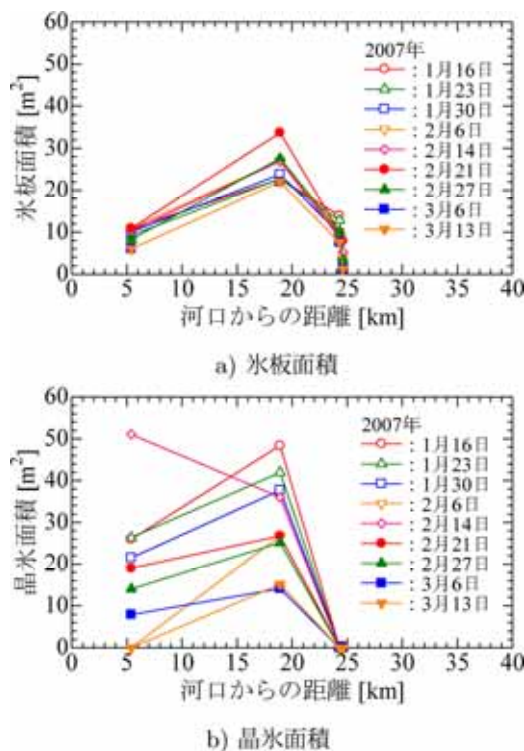 60
50
40
30
20
10
0
氷板面積 [m²]
2007年
: 1月16日
: 1月23日
: 1月30日
: 2月6日
: 2月14日
: 2月21日
: 2月27日
: 3月6日
: 3月13日
0 5 10 15 20 25 30 35 40
河口からの距離 [km]
a) 氷板面積
60
50
40
30
20
10
0
晶氷面積 [m²]
2007年
: 1月16日
: 1月23日
: 1月30日
: 2月6日
: 2月14日
: 2月21日
: 2月27日
: 3月6日
: 3月13日
0 5 10 15 20 25 30 35 40
河口からの距離 [km]
b) 晶氷面積